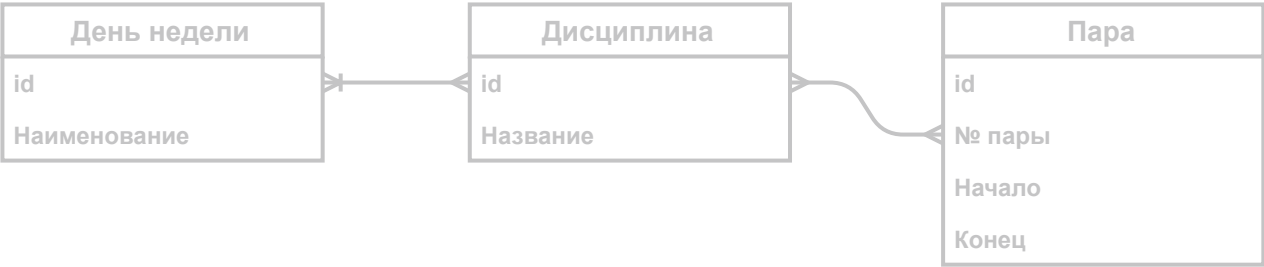 День недели
id
Наименование
Дисциплина
id
Название
Пара
id
№ пары
Начало
Конец